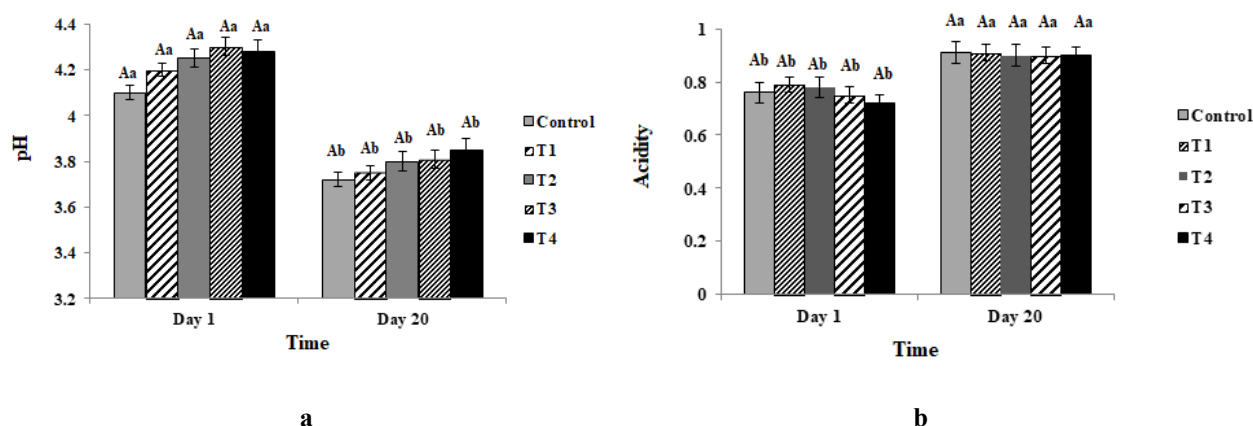 4.4
4.2
4
3.8
3.6
3.4
3.2
pH
Aa Aa Aa Aa Aa
Ab Ab Ab Ab Ab
Day 1 Day 20
Time
Control
T1
T2
T3
T4
a
1
0.8
0.6
0.4
0.2
0
Acidity
Ab Ab Ab Ab Ab
Aa Aa Aa Aa Aa
Day 1 Day 20
Time
Control
T1
T2
T3
T4
b